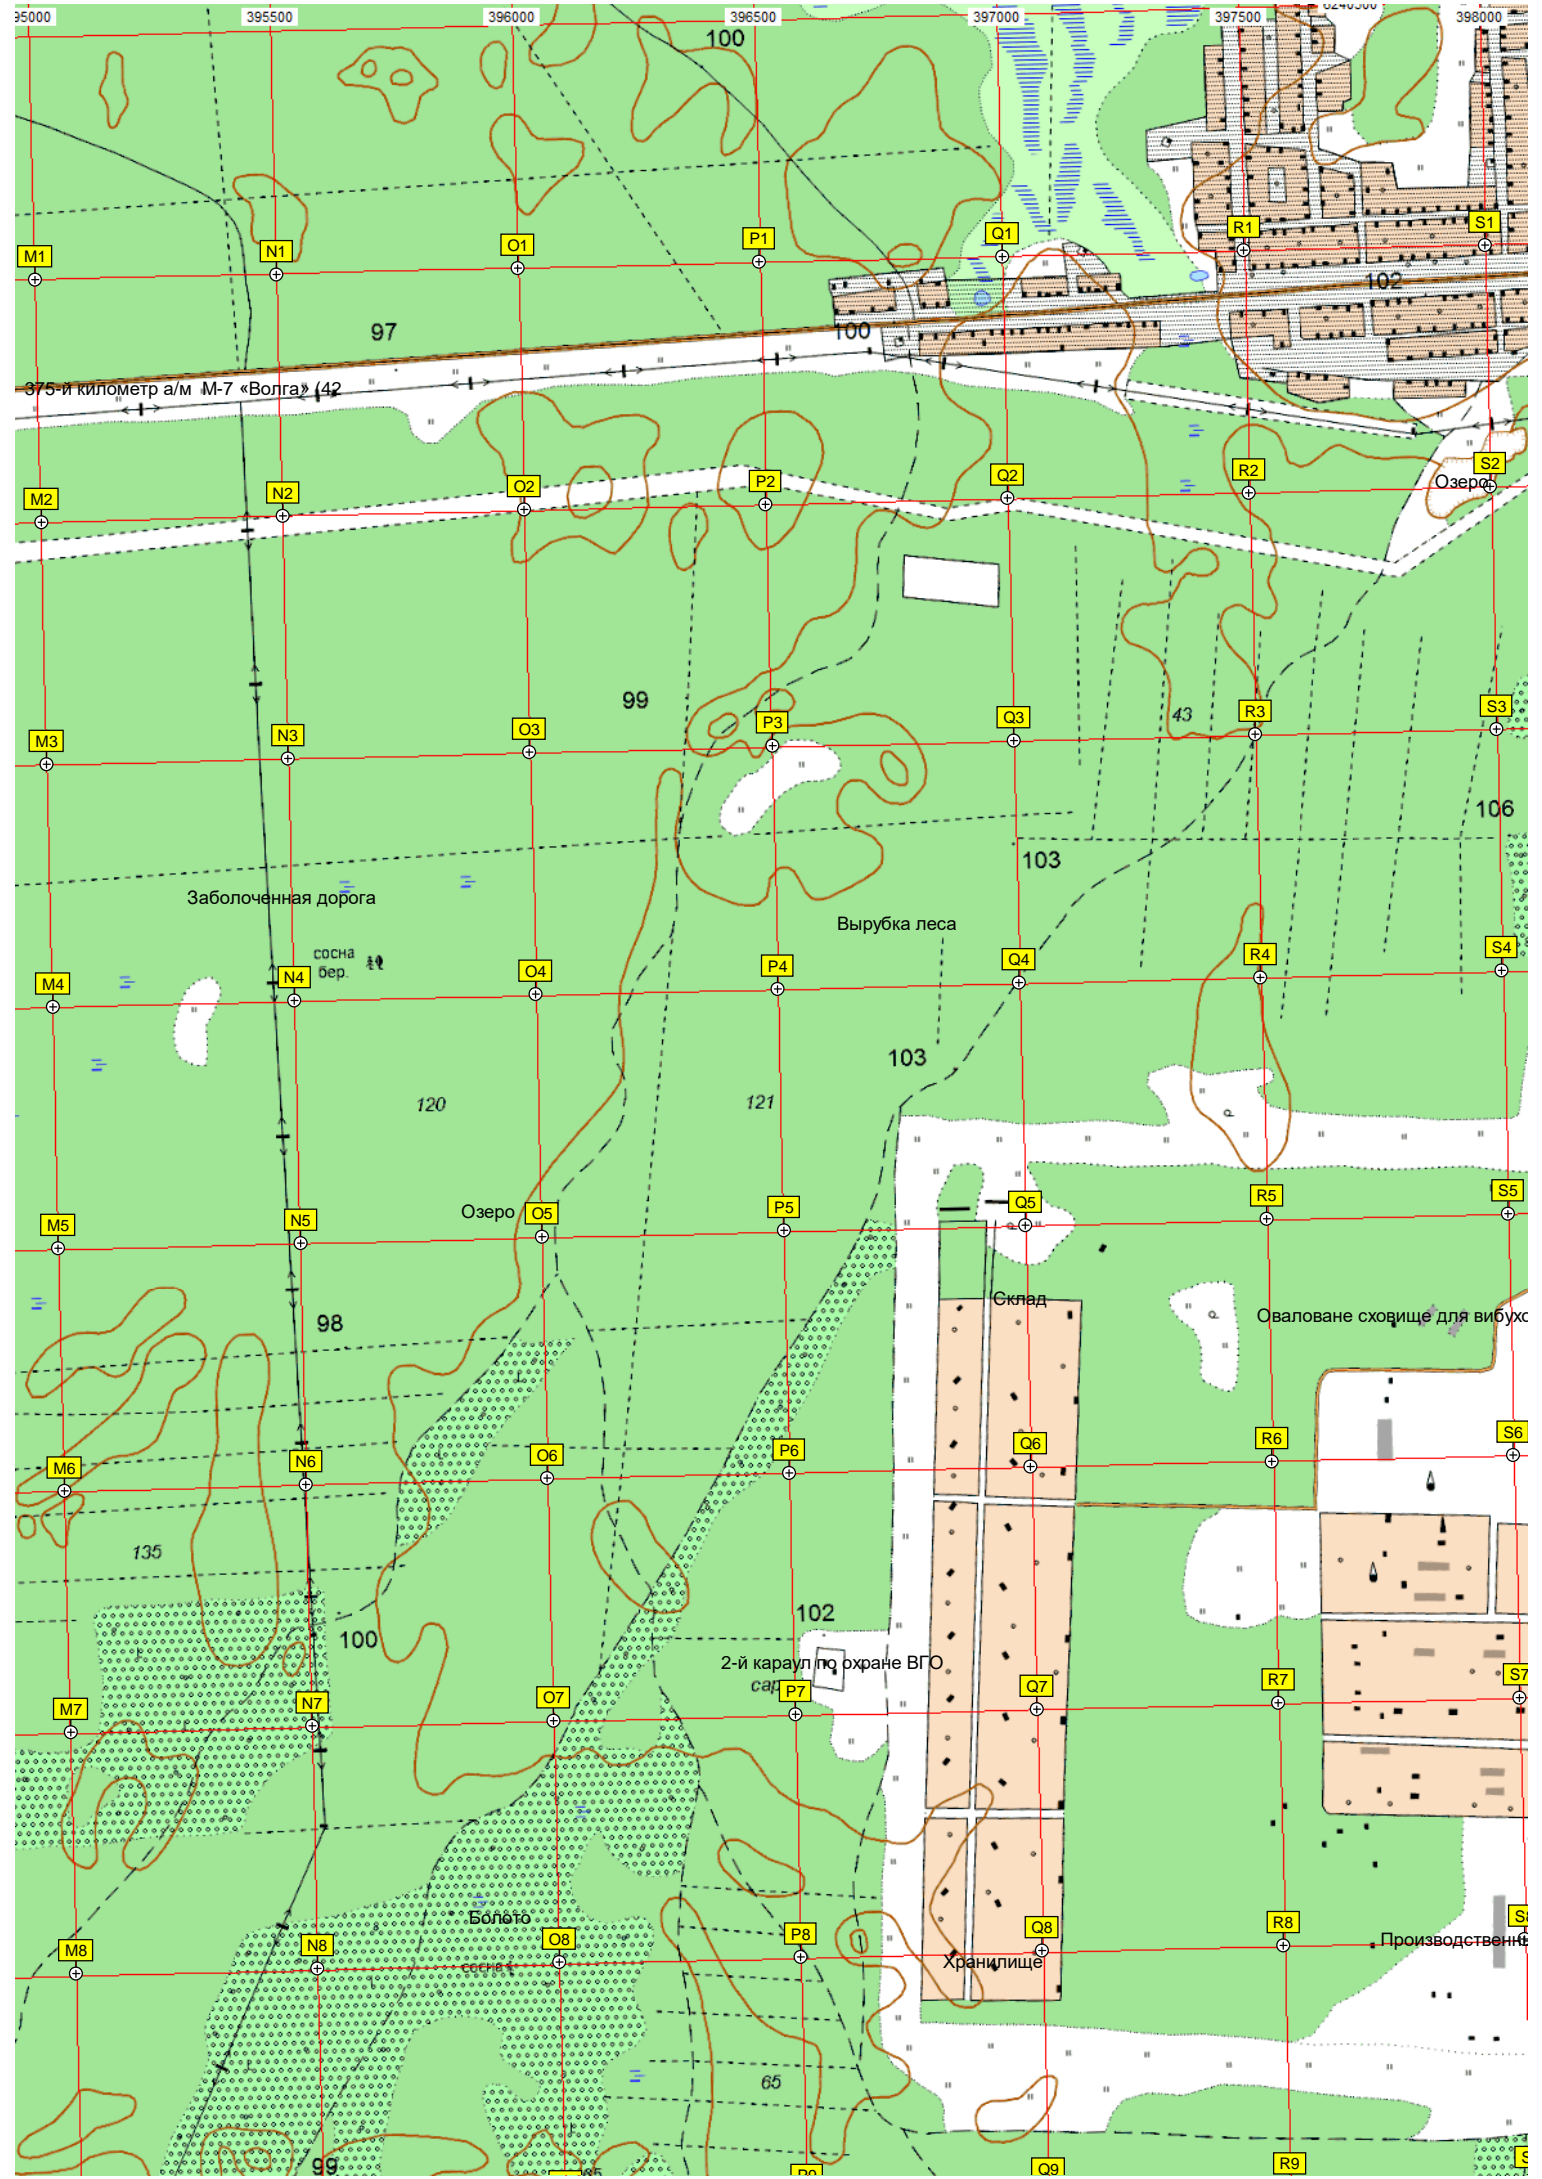 395500 396000 396500 397000 397500 398000
100
M1 N1 O1 P1 Q1 R1 S1
102
97 100
375-й километр а/м М-7 «Волга» (42
M2 N2 O2 P2 Q2 R2 S2
Озеро
99
43
M3 N3 O3 P3 Q3 R3 S3
106
103
Заболоченная дорога
Вырубка леса
сосна
бер.
M4 N4 O4 P4 Q4 R4 S4
103
120 121
Озеро
M5 N5 O5 P5 Q5 R5 S5
Склад
98
Оваловане сховище для
M6 N6 O6 P6 Q6 R6 S6
135
102
100
2-й караул по охране ВГО
M7 N7 O7 P7 Q7 R7 S7
Болото
M8 N8 O8 P8 Q8 R8
Хранилище
сосна
65
99
Q9 R9